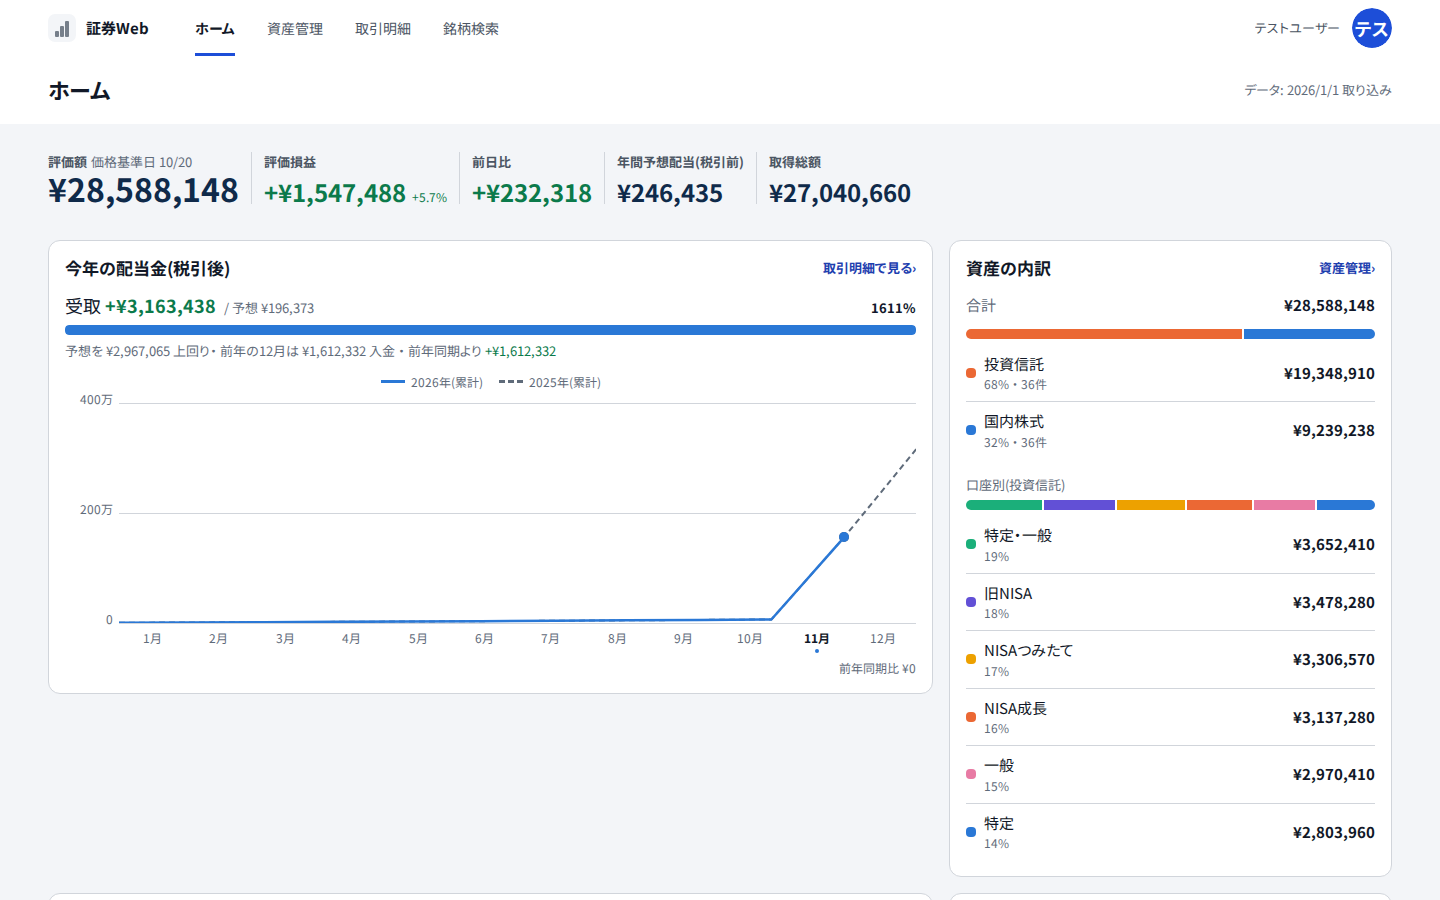 証券Web
ホーム
資産管理
取引明細
銘柄検索
テストユーザー
テス
ホーム
データ: 2026/1/1 取り込み
評価額 価格基準日 10/20
¥28,588,148
評価損益
+¥1,547,488 +5.7%
前日比
+¥232,318
年間予想配当(税引前)
¥246,435
取得総額
¥27,040,660
今年の配当金(税引後)
取引明細で見る›
受取 +¥3,163,438 / 予想 ¥196,373
1611%
予想を ¥2,967,065 上回り・前年の12月は ¥1,612,332 入金・前年同期より +¥1,612,332
2026年(累計)
2025年(累計)
400万
200万
0
1月 2月 3月 4月 5月 6月 7月 8月 9月 10月 11月 12月
前年同期比 ¥0
資産の内訳
資産管理›
合計
¥28,588,148
投資信託
68%・36件
¥19,348,910
国内株式
32%・36件
¥9,239,238
口座別(投資信託)
特定・一般
19%
¥3,652,410
旧NISA
18%
¥3,478,280
NISAつみたて
17%
¥3,306,570
NISA成長
16%
¥3,137,280
一般
15%
¥2,970,410
特定
14%
¥2,803,960